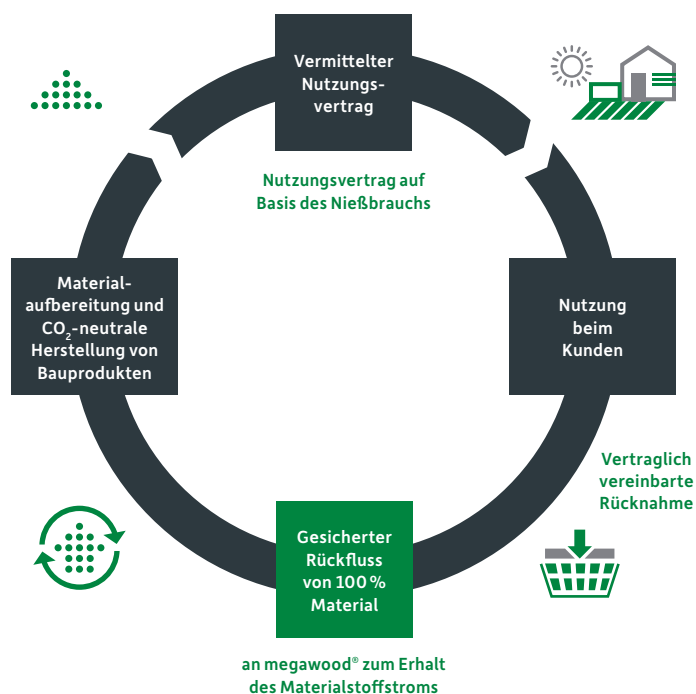 Vermittelter
Nutzungs-
vertrag
Nutzungsvertrag auf
Basis des Nießbrauchs
Material-
aufbereitung und
CO₂-neutrale
Herstellung von
Bauprodukten
Nutzung
beim
Kunden
Vertraglich
vereinbarte
Rücknahme
Gesicherter
Rückfluss
von 100 %
Material
an megawood® zum Erhalt
des Materialstoffstroms